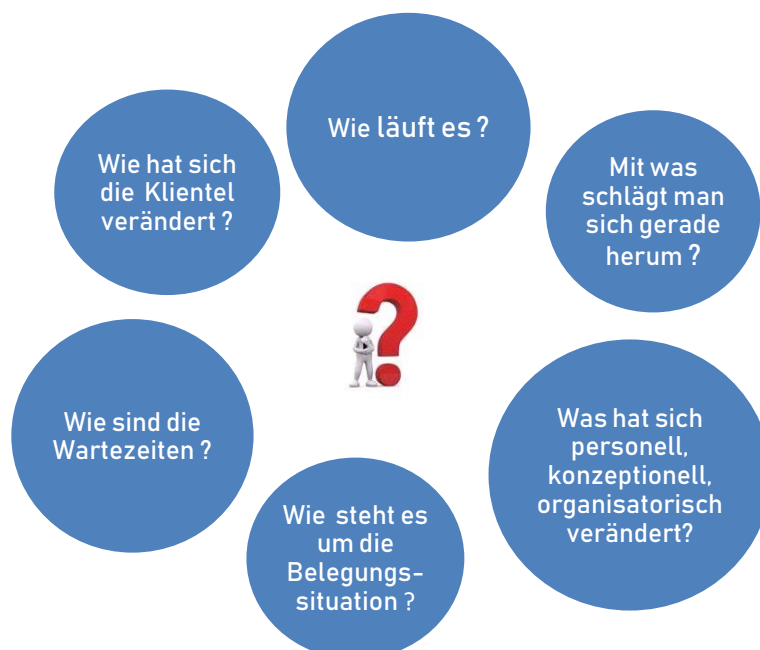 Wie läuft es ?
Wie hat sich
die Klientel
verändert ?
Mit was
schlägt man
sich gerade
herum ?
Wie sind die
Wartezeiten ?
Was hat sich
personell,
konzeptionell,
organisatorisch
verändert?
Wie steht es
um die
Belegungs-
situation ?